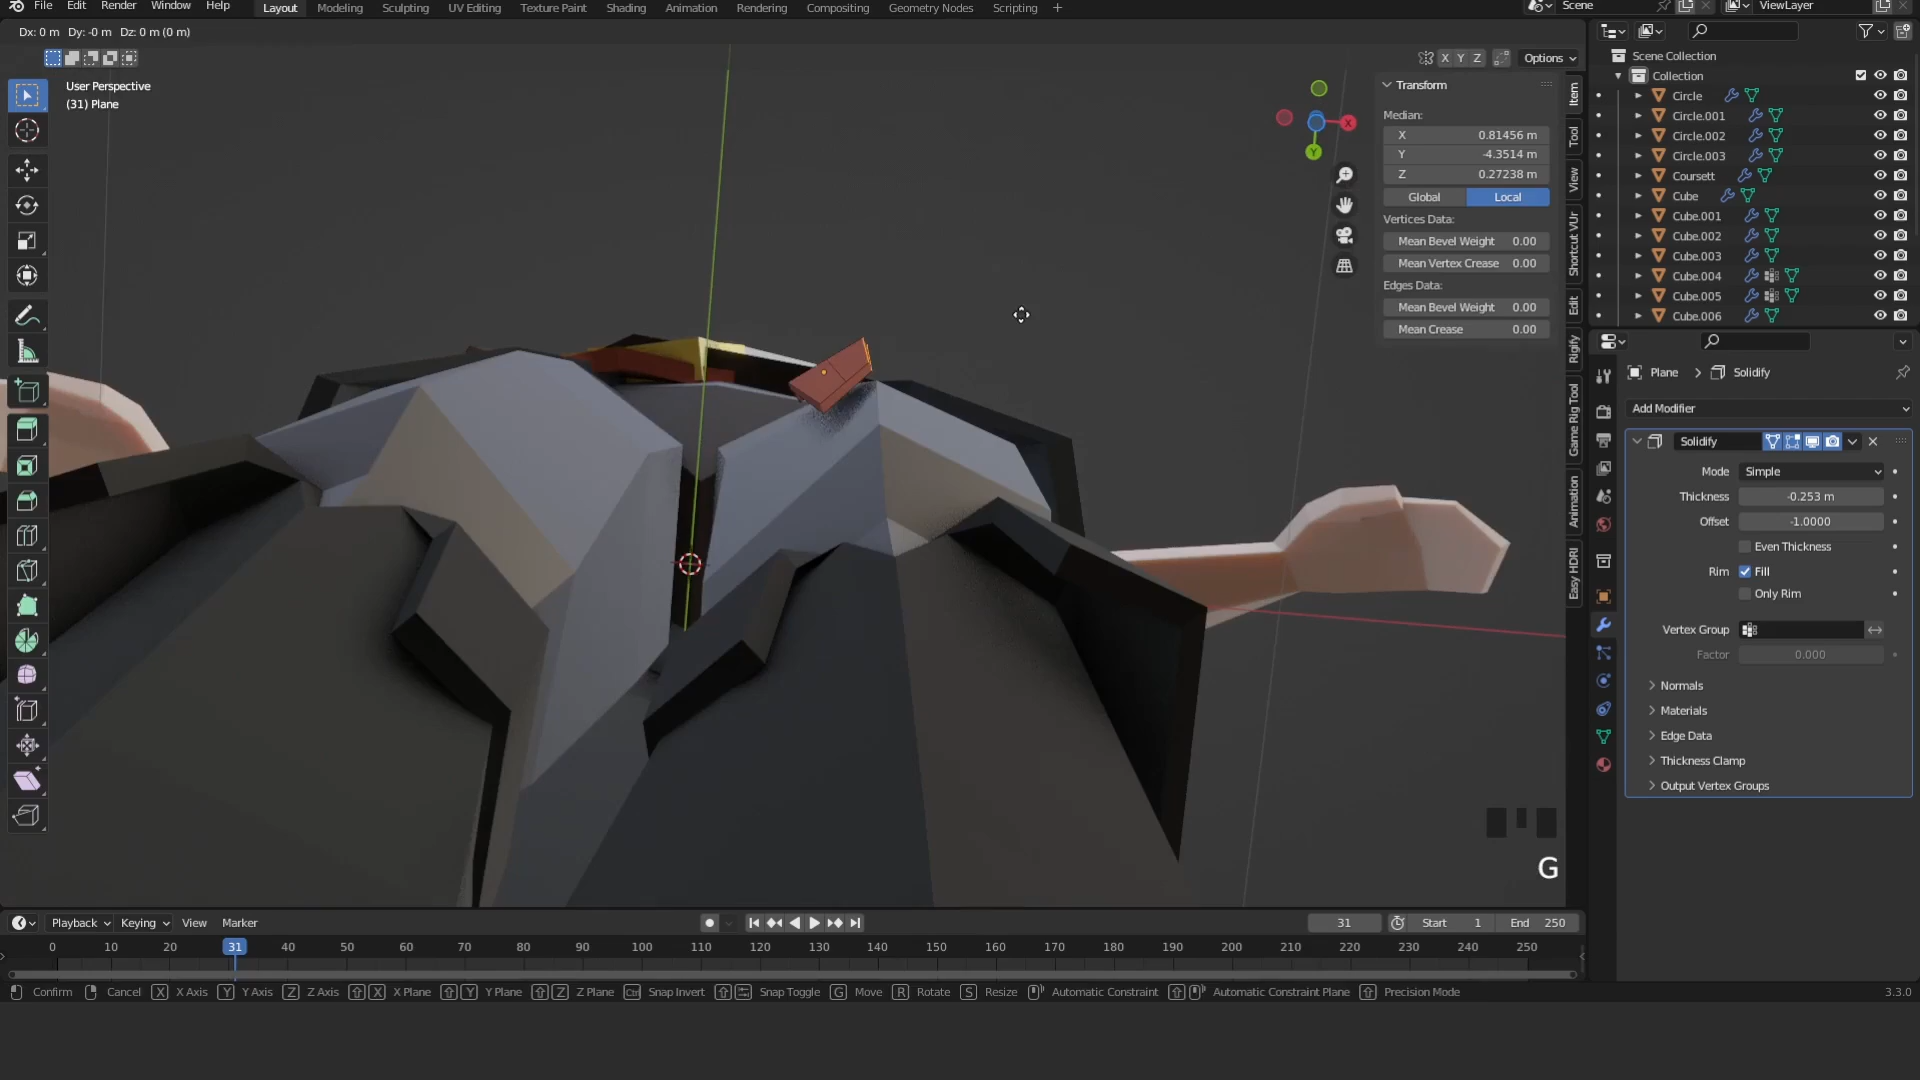 File Edit Render Window Help Layout Modeling Sculpting UV Editing Texture Paint Shading Animation Rendering Compositing Geometry Nodes Scripting + Scene ViewLayer
Dx: 0 m Dy: -0 m Dz: 0 m (0 m)
X Y Z Options
User Perspective
(31) Plane
Transform
Median:
X 0.81456 m
Y -4.3514 m
Z 0.27238 m
Global Local
Vertices Data:
Mean Bevel Weight 0.00
Mean Vertex Crease 0.00
Edges Data:
Mean Bevel Weight 0.00
Mean Crease 0.00
X
Y
Item
Tool
View
Shortcut VUr
Edit
Rigify
Game Rig Tool
Animation
Easy HDRI
Scene Collection
Collection
Circle
Circle.001
Circle.002
Circle.003
Coursett
Cube
Cube.001
Cube.002
Cube.003
Cube.004
Cube.005
Cube.006
Plane > Solidify
Add Modifier
Solidify
Mode Simple
Thickness -0.253 m
Offset -1.0000
Even Thickness
Rim Fill
Only Rim
Vertex Group
Factor 0.000
Normals
Materials
Edge Data
Thickness Clamp
Output Vertex Groups
G
Playback Keying View Marker 31 Start 1 End 250
0 10 20 31 40 50 60 70 80 90 100 110 120 130 140 150 160 170 180 190 200 210 220 230 240 250
Confirm Cancel X X Axis Y Y Axis Z Z Axis X X Plane Y Y Plane Z Z Plane Ctrl Snap Invert Snap Toggle G Move R Rotate S Resize Automatic Constraint Automatic Constraint Plane Precision Mode 3.3.0